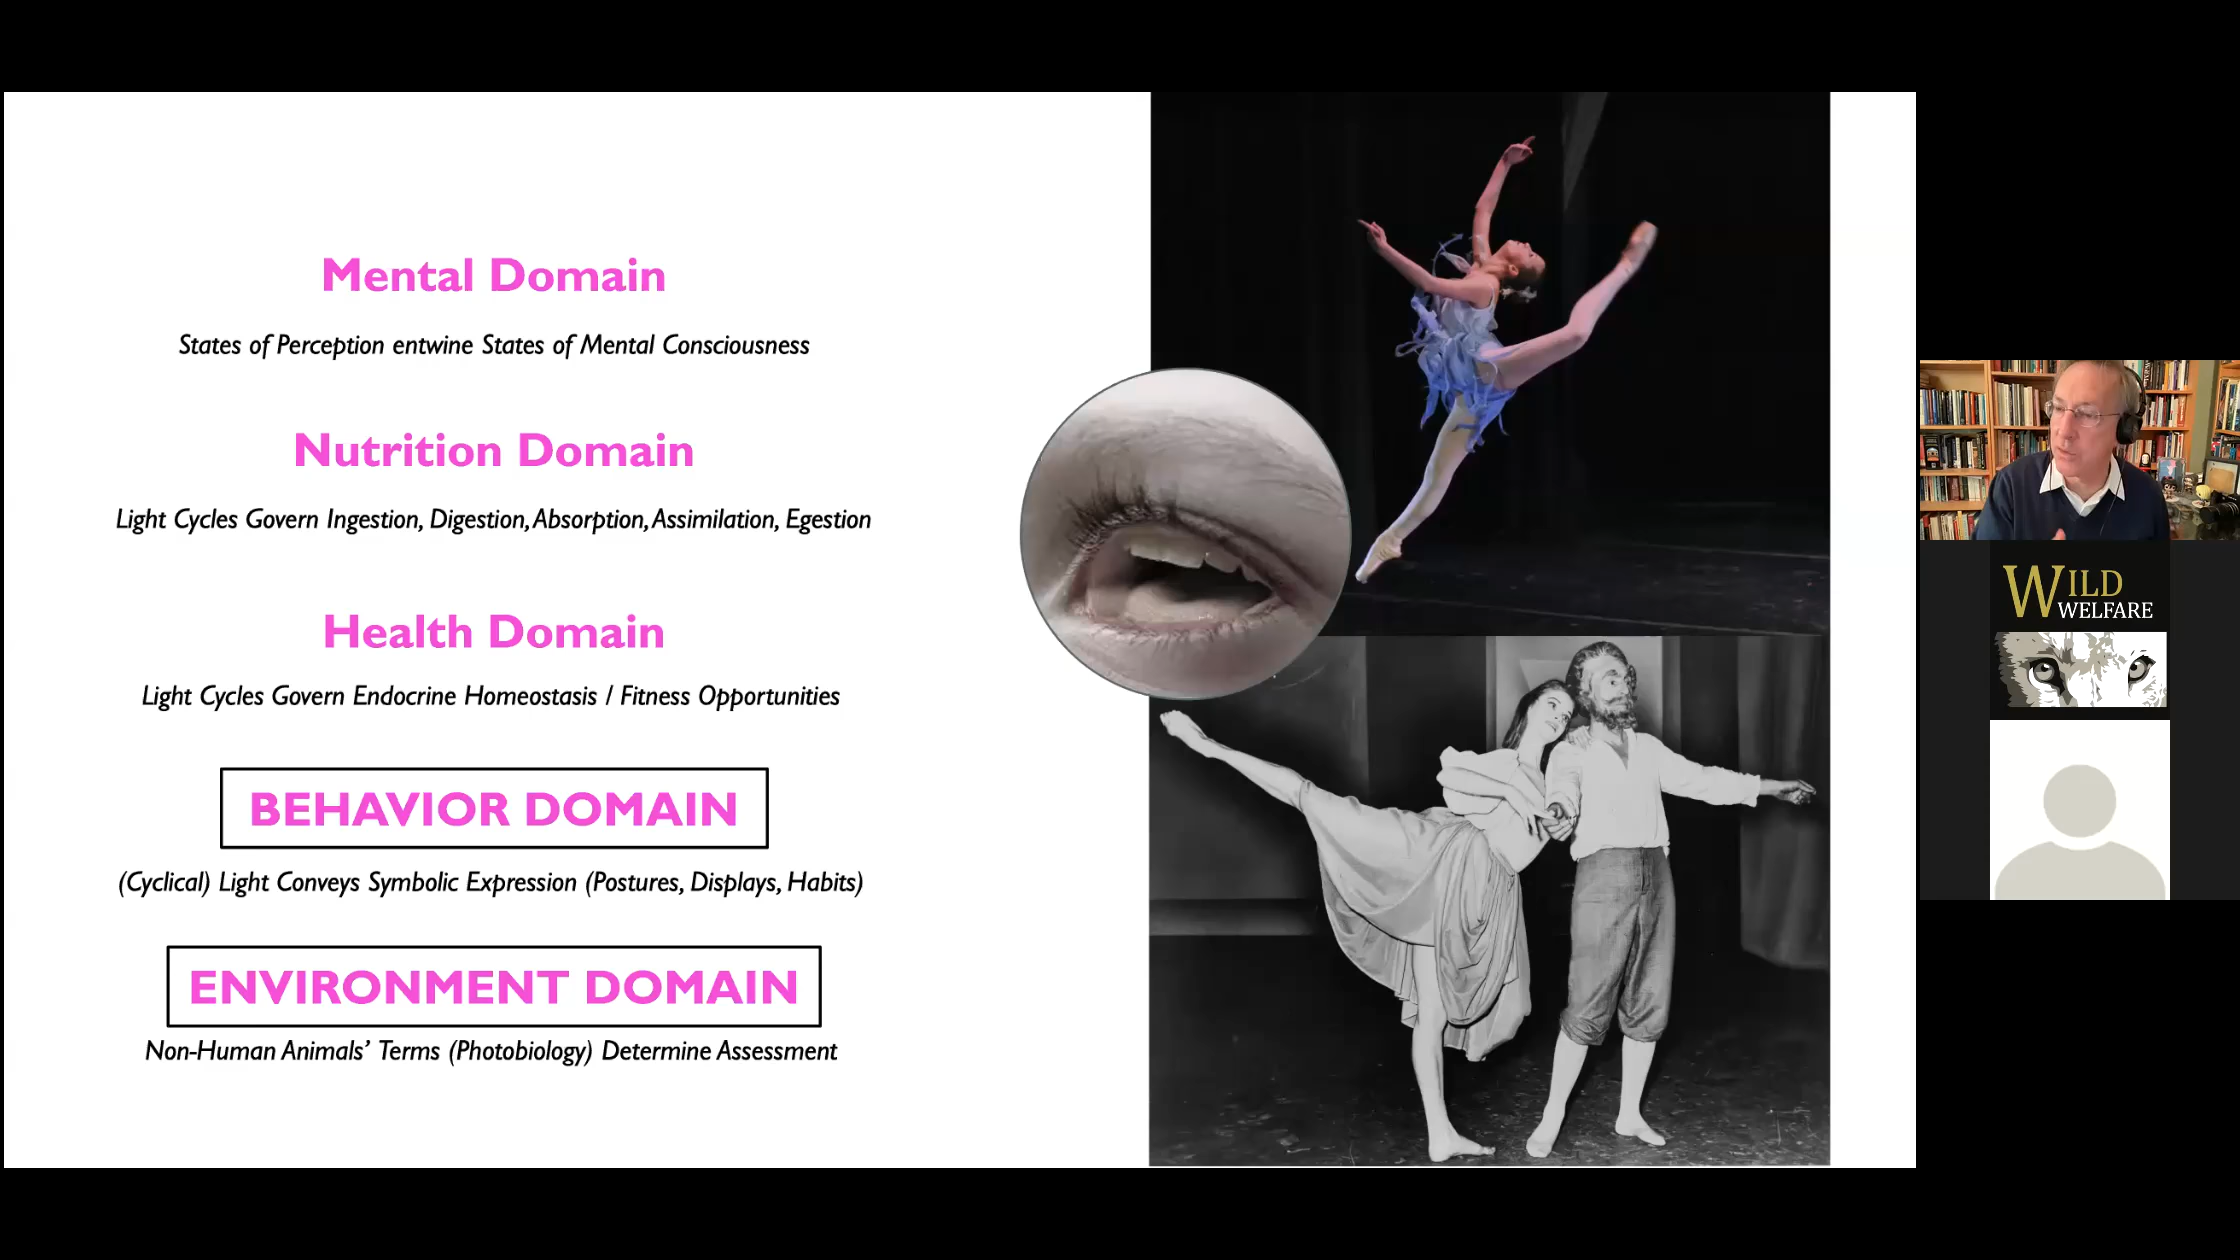 Mental Domain
States of Perception entwine States of Mental Consciousness
Nutrition Domain
Light Cycles Govern Ingestion, Digestion, Absorption, Assimilation, Egestion
Health Domain
Light Cycles Govern Endocrine Homeostasis / Fitness Opportunities
BEHAVIOR DOMAIN
(Cyclical) Light Conveys Symbolic Expression (Postures, Displays, Habits)
ENVIRONMENT DOMAIN
Non-Human Animals' Terms (Photobiology) Determine Assessment
WILD
WELFARE